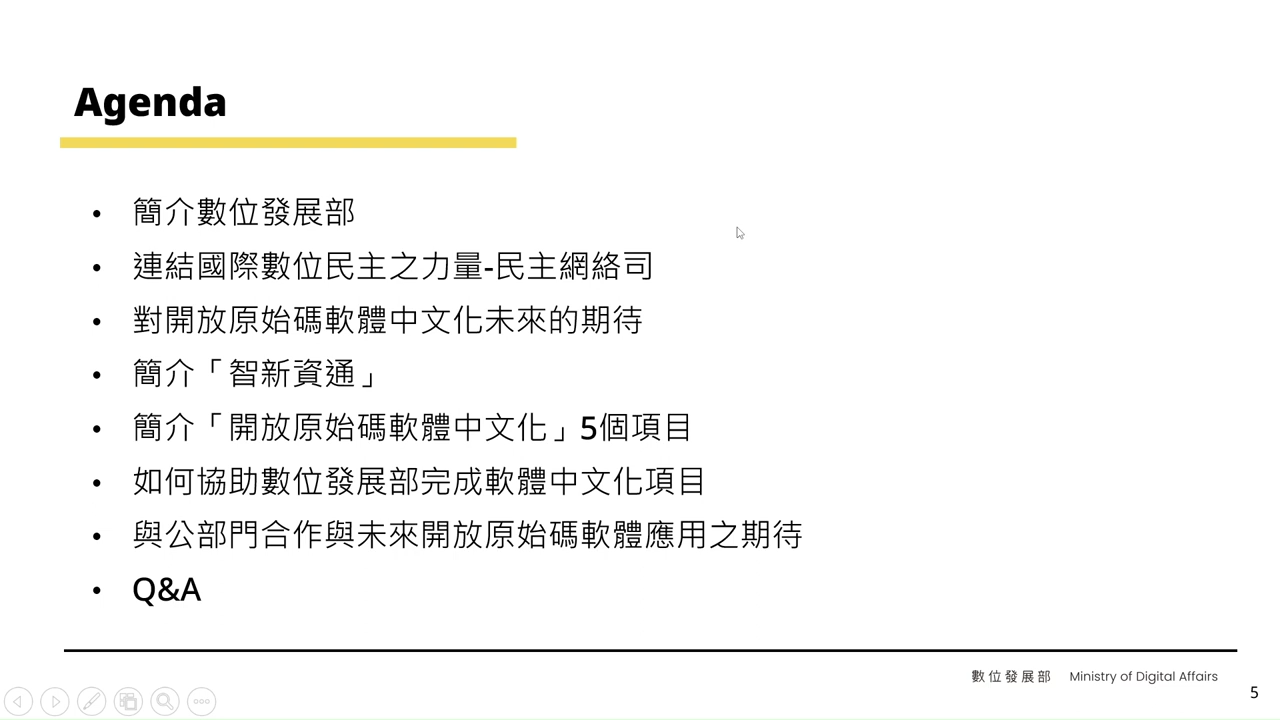 Agenda
• 簡介數位發展部
• 連結國際數位民主之力量-民主網絡司
• 對開放原始碼軟體中文化未來的期待
• 簡介「智新資通」
• 簡介「開放原始碼軟體中文化」5個項目
• 如何協助數位發展部完成軟體中文化項目
• 與公部門合作與未來開放原始碼軟體應用之期待
• Q&A
數位發展部 Ministry of Digital Affairs
5